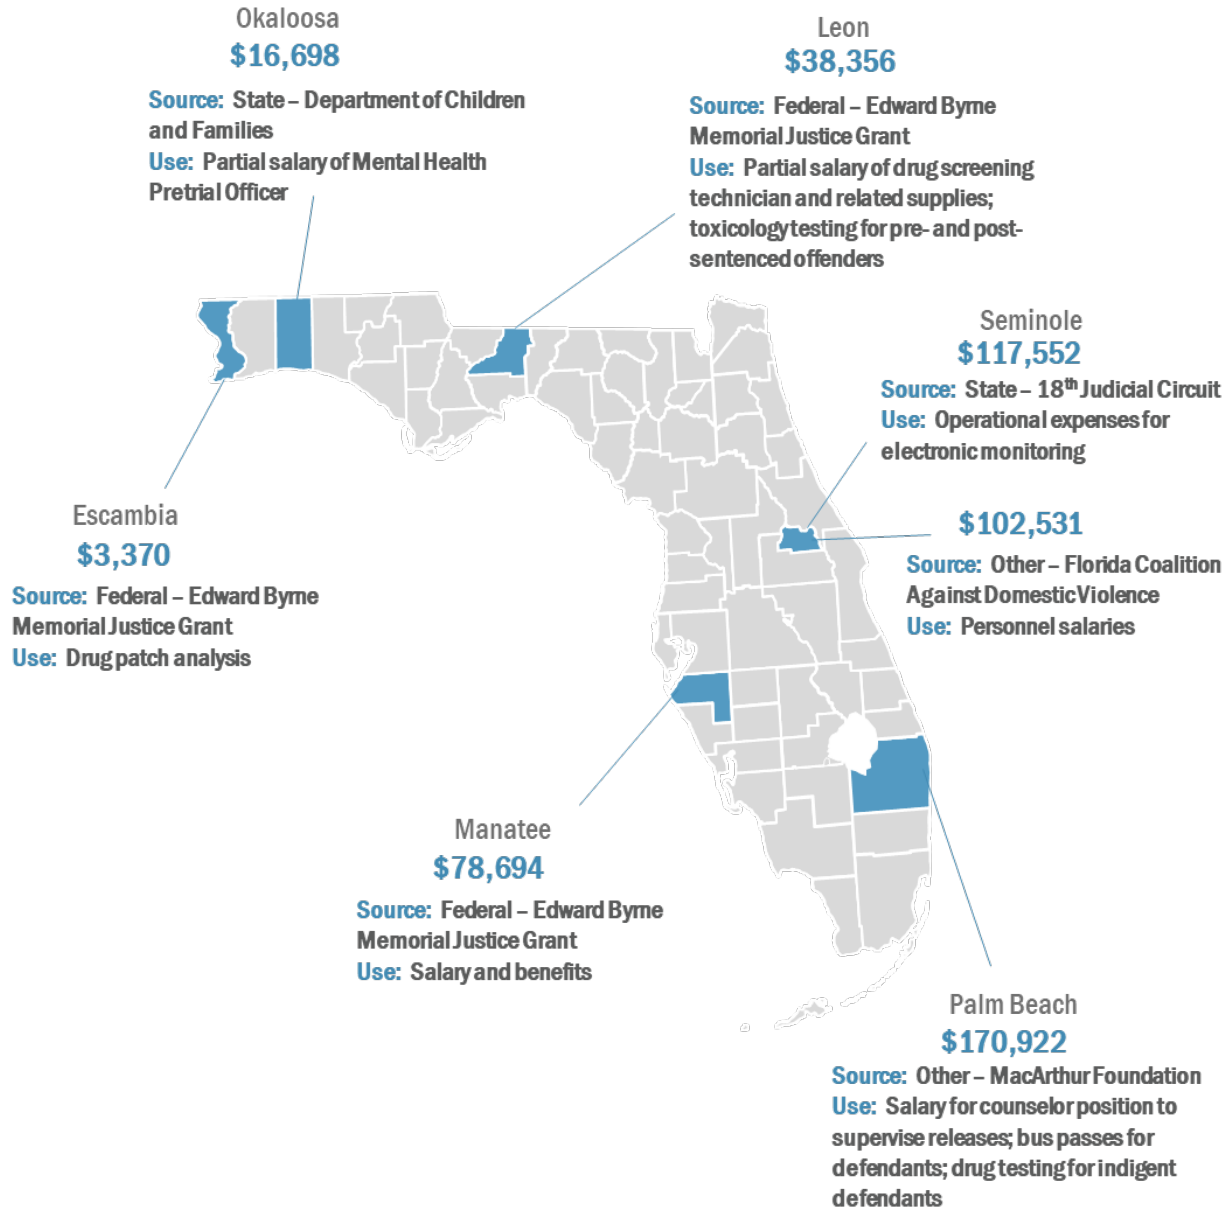 Okaloosa
$16,698
Source: State – Department of Children
and Families
Use: Partial salary of Mental Health
Pretrial Officer
Leon
$38,356
Source: Federal – Edward Byrne
Memorial Justice Grant
Use: Partial salary of drug screening
technician and related supplies;
toxicology testing for pre- and post-
sentenced offenders
Seminole
$117,552
Source: State – 18th Judicial Circuit
Use: Operational expenses for
electronic monitoring
$102,531
Source: Other – Florida Coalition
Against Domestic Violence
Use: Personnel salaries
Escambia
$3,370
Source: Federal – Edward Byrne
Memorial Justice Grant
Use: Drug patch analysis
Manatee
$78,694
Source: Federal – Edward Byrne
Memorial Justice Grant
Use: Salary and benefits
Palm Beach
$170,922
Source: Other – MacArthur Foundation
Use: Salary for counselor position to
supervise releases; bus passes for
defendants; drug testing for indigent
defendants